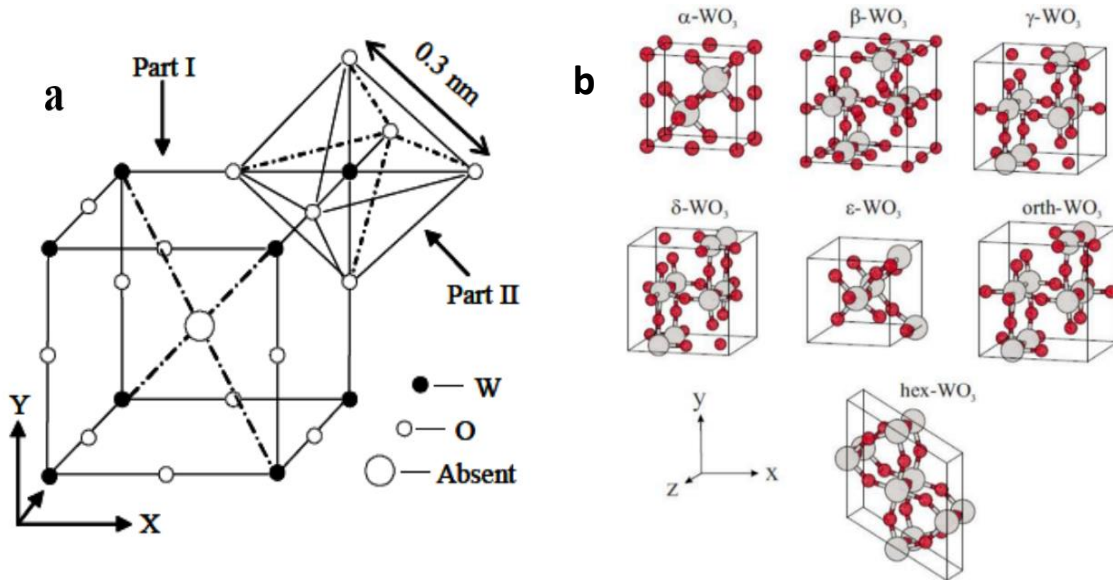 a
Part I
0.3 nm
Part II
W
O
Absent
Y
X
b
α-WO₃
β-WO₃
γ-WO₃
δ-WO₃
ε-WO₃
orth-WO₃
hex-WO₃
y
x
z